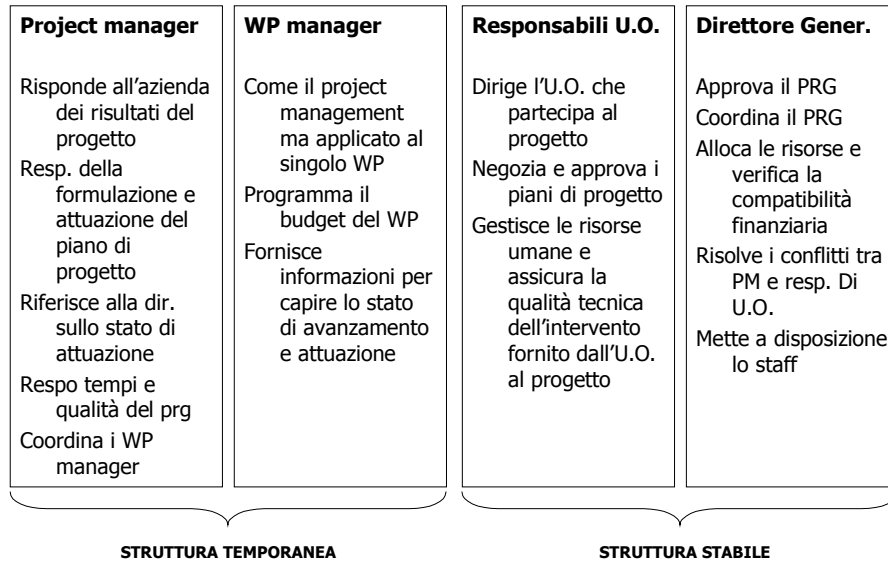 Project manager
Risponde all'azienda
dei risultati del
progetto
Resp. della
formulazione e
attuazione del
piano di
progetto
Riferisce alla dir.
sullo stato di
attuazione
Respo tempi e
qualità del prg
Coordina i WP
manager
WP manager
Come il project
management
ma applicato al
singolo WP
Programma il
budget del WP
Fornisce
informazioni per
capire lo stato
di avanzamento
e attuazione
Responsabili U.O.
Dirige l'U.O. che
partecipa al
progetto
Negozia e approva i
piani di progetto
Gestisce le risorse
umane e
assicura la
qualità tecnica
dell'intervento
fornito dall'U.O.
al progetto
Direttore Gener.
Approva il PRG
Coordina il PRG
Alloca le risorse e
verifica la
compatibilità
finanziaria
Risolve i conflitti tra
PM e resp. Di
U.O.
Mette a disposizione
lo staff
STRUTTURA TEMPORANEA
STRUTTURA STABILE